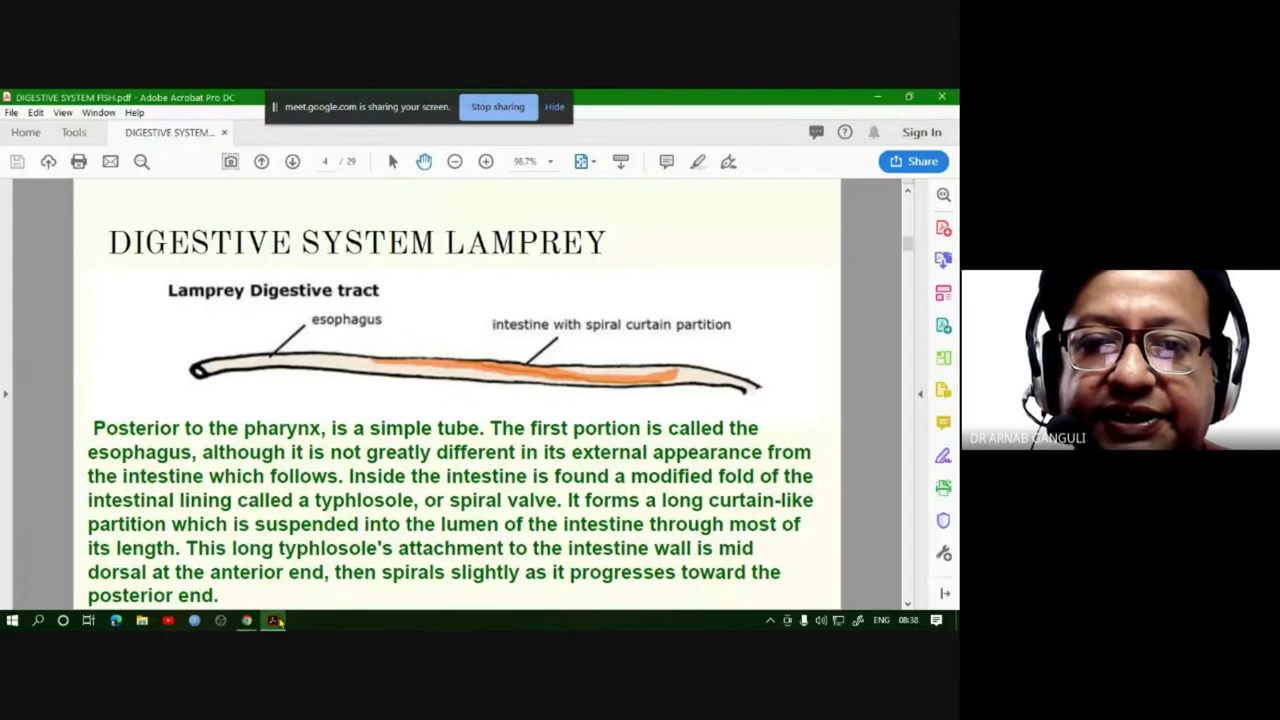 DIGESTIVE SYSTEM FISH.pdf - Adobe Acrobat Pro DC
meet.google.com is sharing your screen.
Stop sharing
Hide
File Edit View Window Help
Home Tools DIGESTIVE SYSTEM... × Sign In
4 / 29 98.7% Share
DIGESTIVE SYSTEM LAMPREY
Lamprey Digestive tract
esophagus
intestine with spiral curtain partition
Posterior to the pharynx, is a simple tube. The first portion is called the
esophagus, although it is not greatly different in its external appearance from
the intestine which follows. Inside the intestine is found a modified fold of the
intestinal lining called a typhlosole, or spiral valve. It forms a long curtain-like
partition which is suspended into the lumen of the intestine through most of
its length. This long typhlosole's attachment to the intestine wall is mid
dorsal at the anterior end, then spirals slightly as it progresses toward the
posterior end.
DR ARNAB GANGULI
ENG 08:38